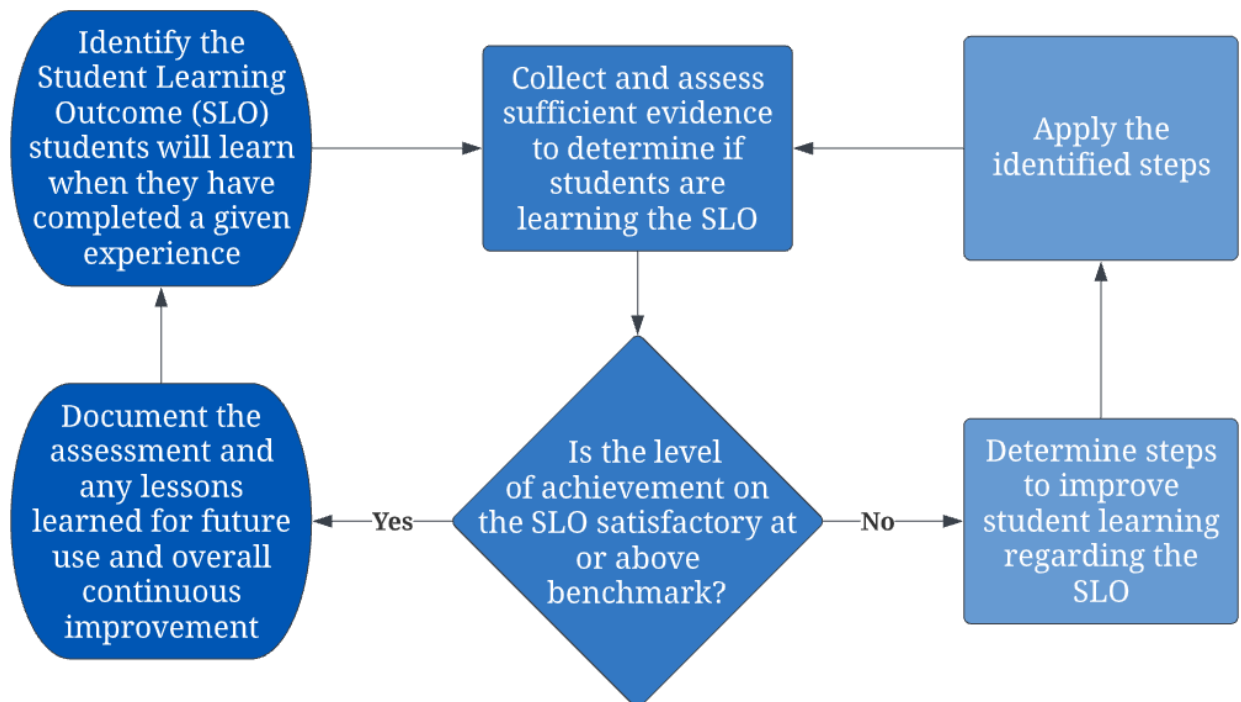 Identify the
Student Learning
Outcome (SLO)
students will learn
when they have
completed a given
experience
Collect and assess
sufficient evidence
to determine if
students are
learning the SLO
Apply the
identified steps
Document the
assessment and
any lessons
learned for future
use and overall
continuous
improvement
Yes
Is the level
of achievement on
the SLO satisfactory at
or above
benchmark?
No
Determine steps
to improve
student learning
regarding the
SLO